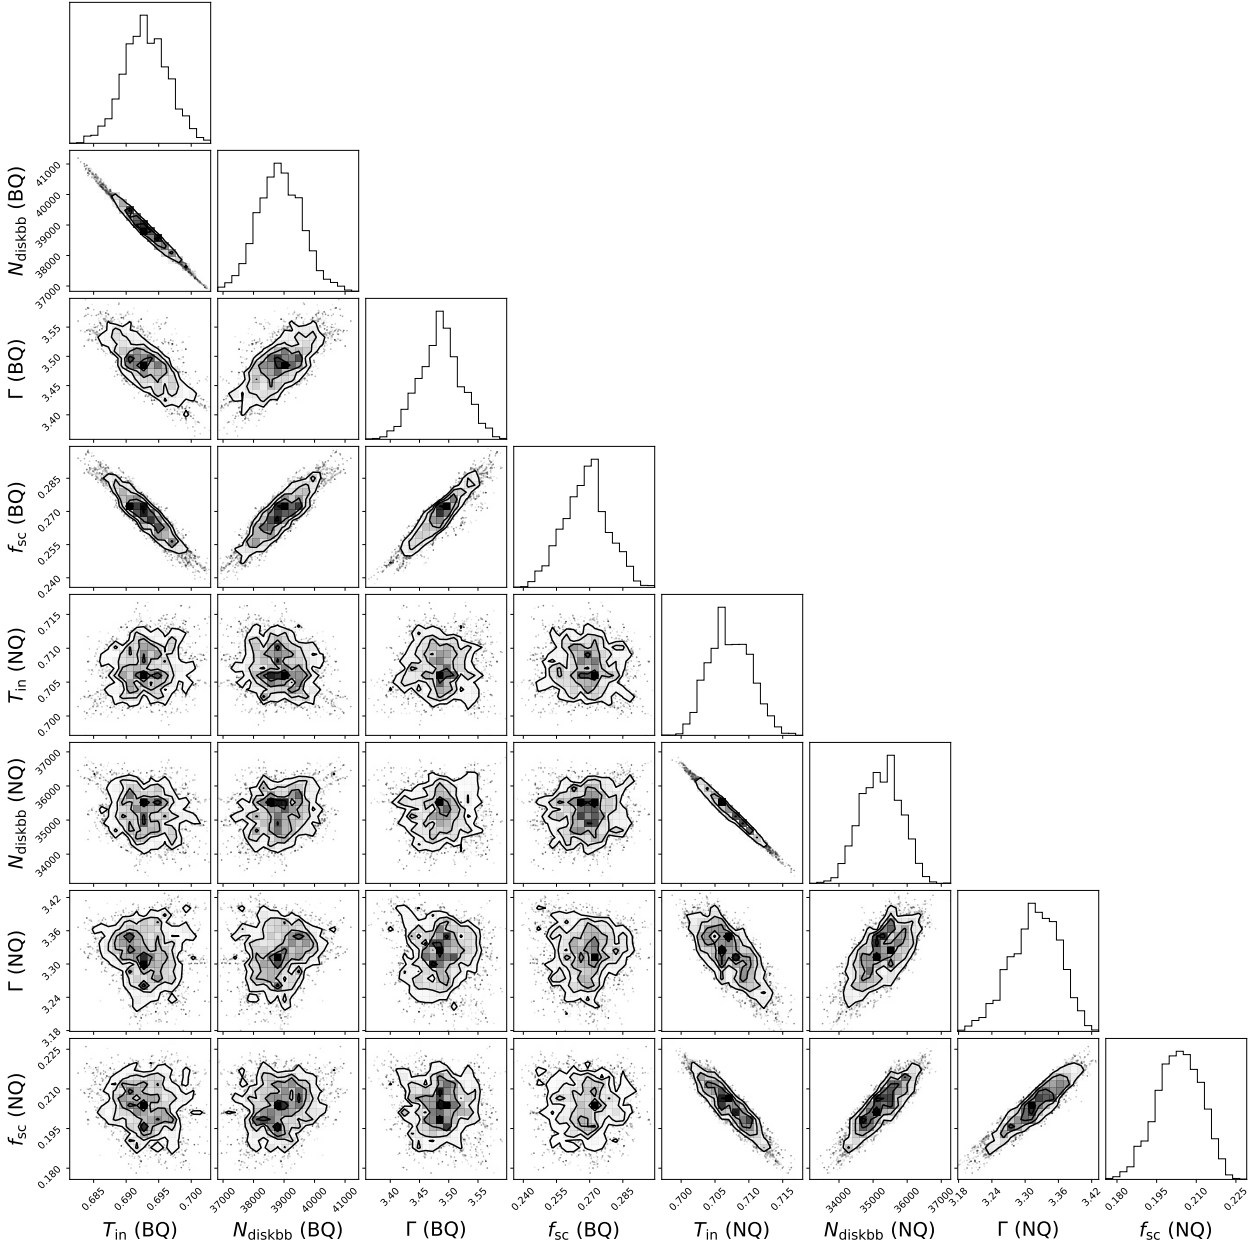 N_diskbb (BQ)
41000
40000
39000
38000
37000
Γ (BQ)
3.55
3.50
3.45
3.40
f_sc (BQ)
0.285
0.270
0.255
0.240
T_in (NQ)
0.715
0.710
0.705
0.700
N_diskbb (NQ)
37000
36000
35000
34000
Γ (NQ)
3.42
3.36
3.30
3.24
3.18
f_sc (NQ)
0.225
0.210
0.195
0.180
0.685 0.690 0.695 0.700
37000 38000 39000 40000 41000
3.40 3.45 3.50 3.55
0.240 0.255 0.270 0.285
0.700 0.705 0.710 0.715
34000 35000 36000 37000
3.18 3.24 3.30 3.36 3.42
0.180 0.195 0.210 0.225
T_in (BQ) N_diskbb (BQ) Γ (BQ) f_sc (BQ) T_in (NQ) N_diskbb (NQ) Γ (NQ) f_sc (NQ)